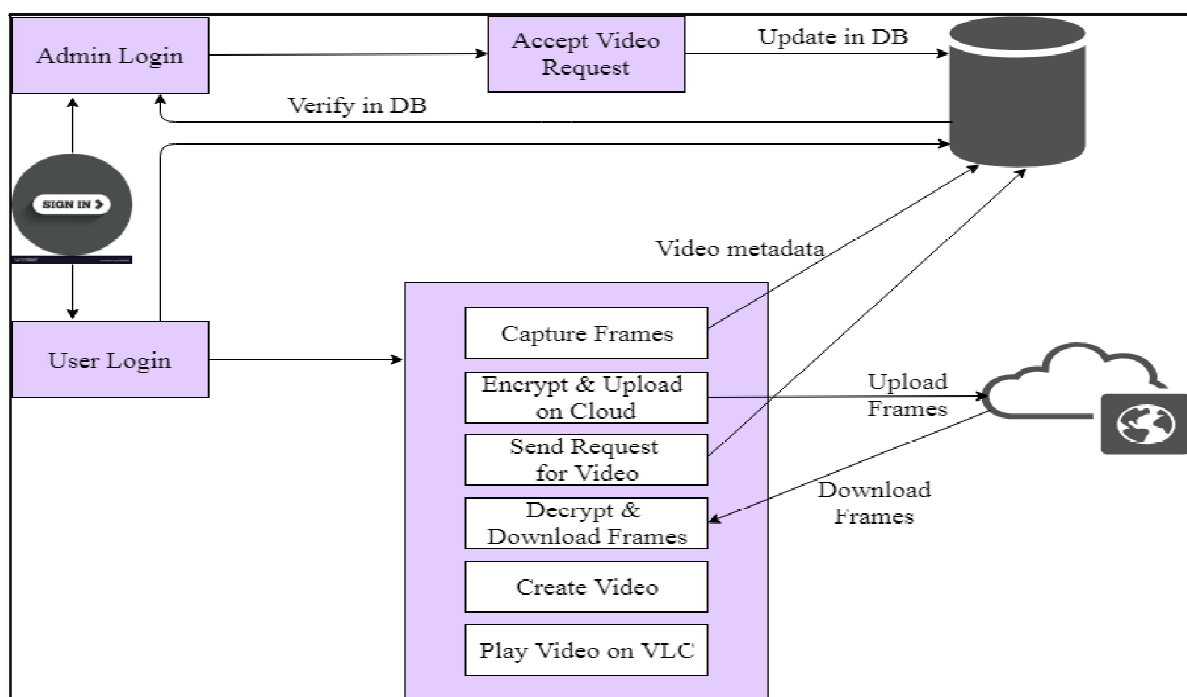 Admin Login
Accept Video
Request
Update in DB
Verify in DB
SIGN IN
Video metadata
User Login
Capture Frames
Encrypt & Upload
on Cloud
Upload
Frames
Send Request
for Video
Decrypt &
Download Frames
Download
Frames
Create Video
Play Video on VLC